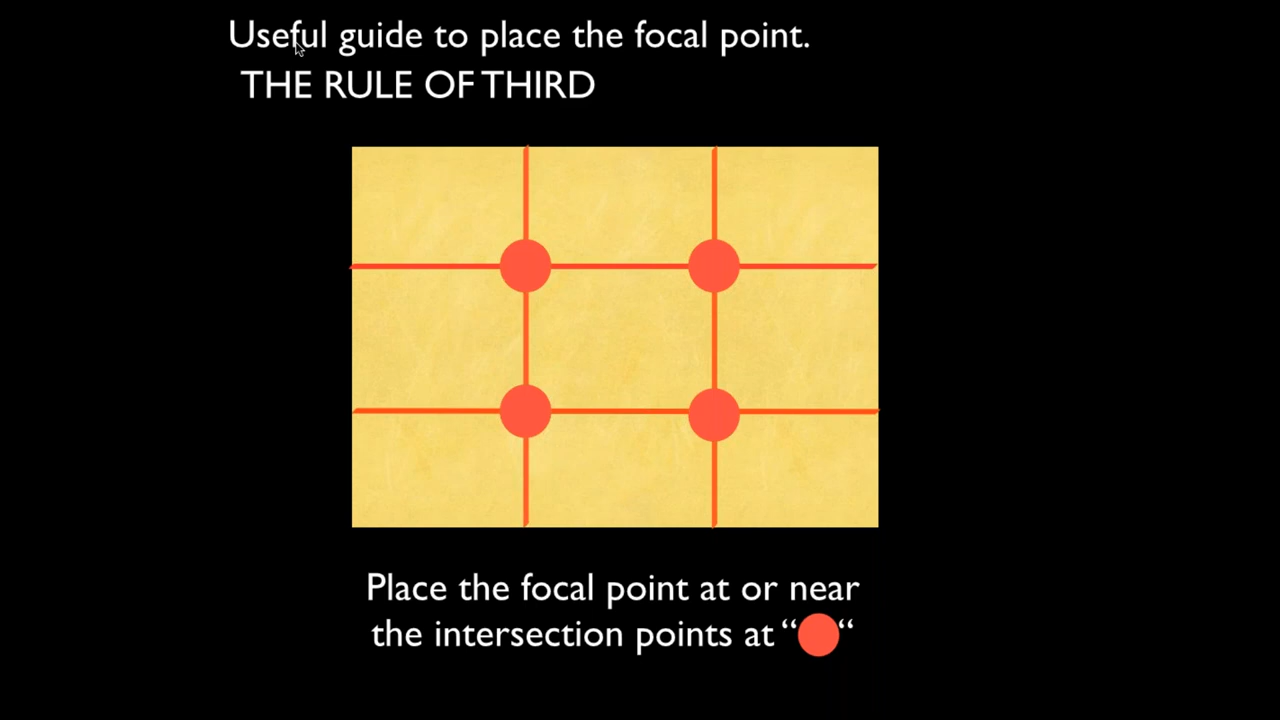 Useful guide to place the focal point.
THE RULE OF THIRD
Place the focal point at or near
the intersection points at “ “